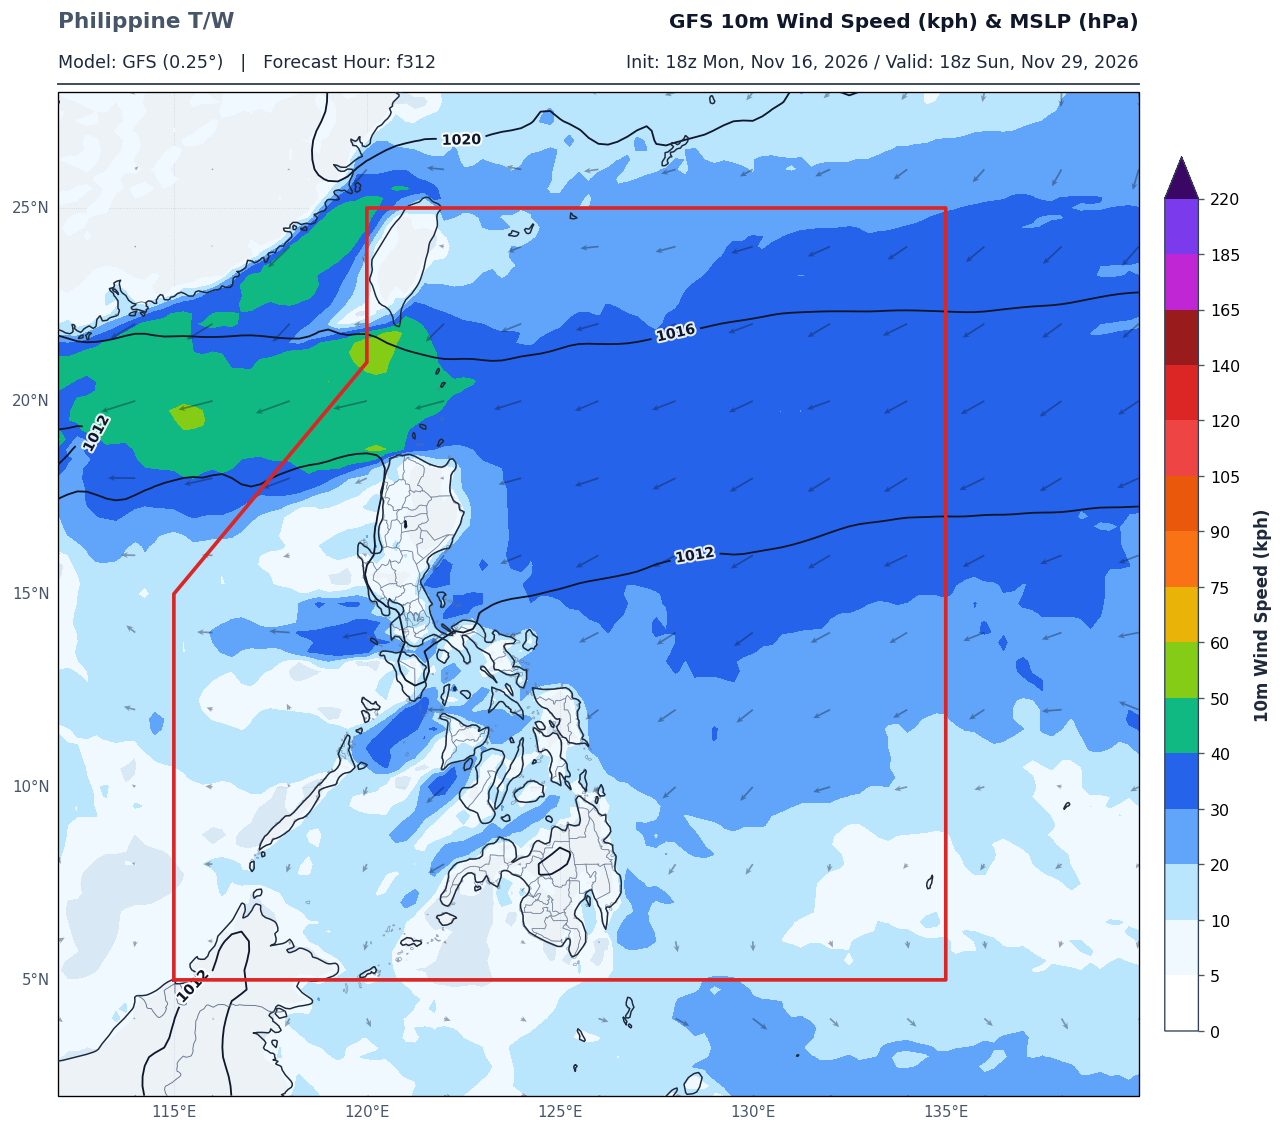 Philippine T/W
GFS 10m Wind Speed (kph) & MSLP (hPa)
Model: GFS (0.25°)   |   Forecast Hour: f312
Init: 18z Mon, Nov 16, 2026 / Valid: 18z Sun, Nov 29, 2026
1020
1016
1012
1012
1012
25°N
20°N
15°N
10°N
5°N
115°E
120°E
125°E
130°E
135°E
220
185
165
140
120
105
90
75
60
50
40
30
20
10
5
0
10m Wind Speed (kph)